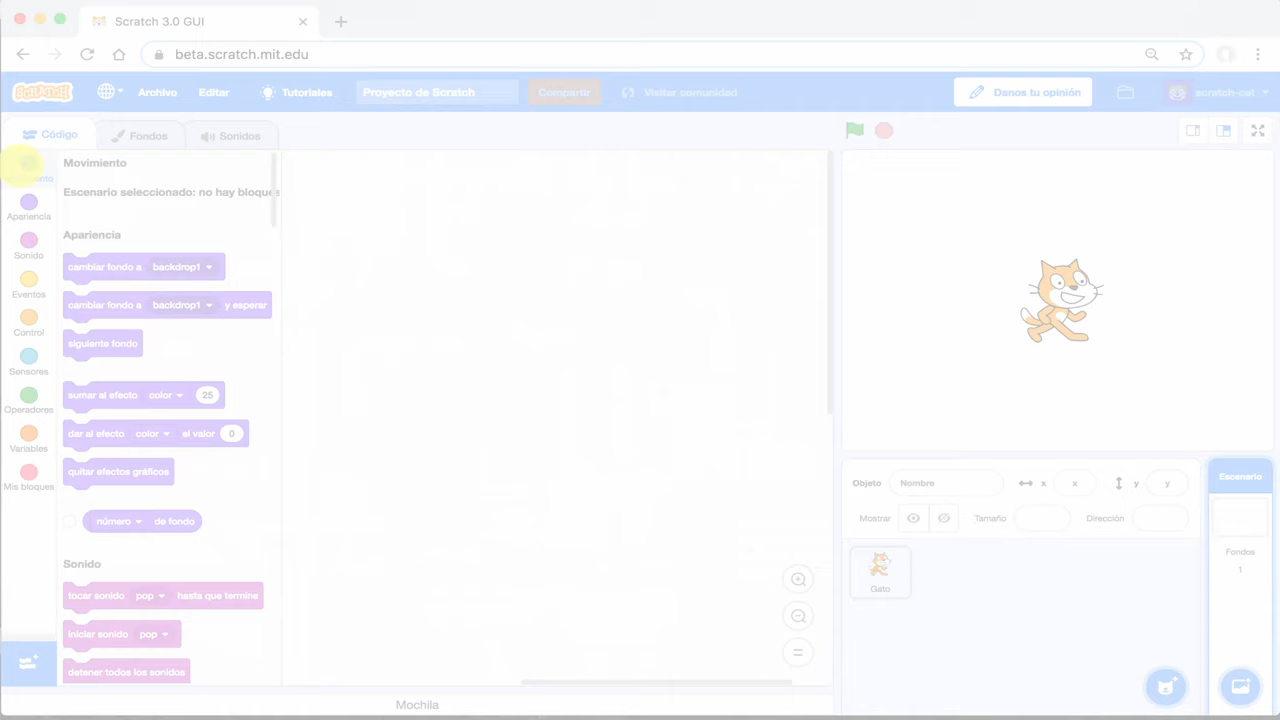 Scratch 3.0 GUI
beta.scratch.mit.edu
SCRATCH
Archivo
Editar
Tutoriales
Proyecto de Scratch
Compartir
Visitar comunidad
Danos tu opinión
scratch-cat
Código
Fondos
Sonidos
Apariencia
Sonido
Eventos
Control
Sensores
Operadores
Variables
Mis bloques
Movimiento
Escenario seleccionado: no hay bloque
Apariencia
cambiar fondo a backdrop1
cambiar fondo a backdrop1 y esperar
siguiente fondo
sumar al efecto color 25
dar al efecto color el valor 0
quitar efectos gráficos
número de fondo
Sonido
tocar sonido pop hasta que termine
iniciar sonido pop
detener todos los sonidos
Mochila
Objeto
Nombre
x
x
y
y
Mostrar
Tamaño
Dirección
Gato
Escenario
Fondos
1